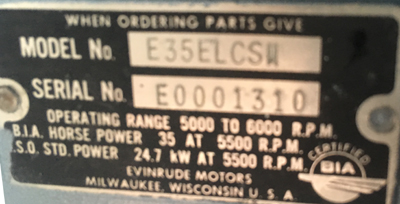 WHEN ORDERING PARTS GIVE
MODEL No. E35ELCSW
SERIAL No. E0001310
OPERATING RANGE 5000 TO 6000 R.P.M.
B.I.A. HORSE POWER 35 AT 5500 R.P.M.
.S.O. STD. POWER 24.7 kW AT 5500 R.P.M.
EVINRUDE MOTORS
MILWAUKEE, WISCONSIN U.S.A.
CERTIFIED
BIA